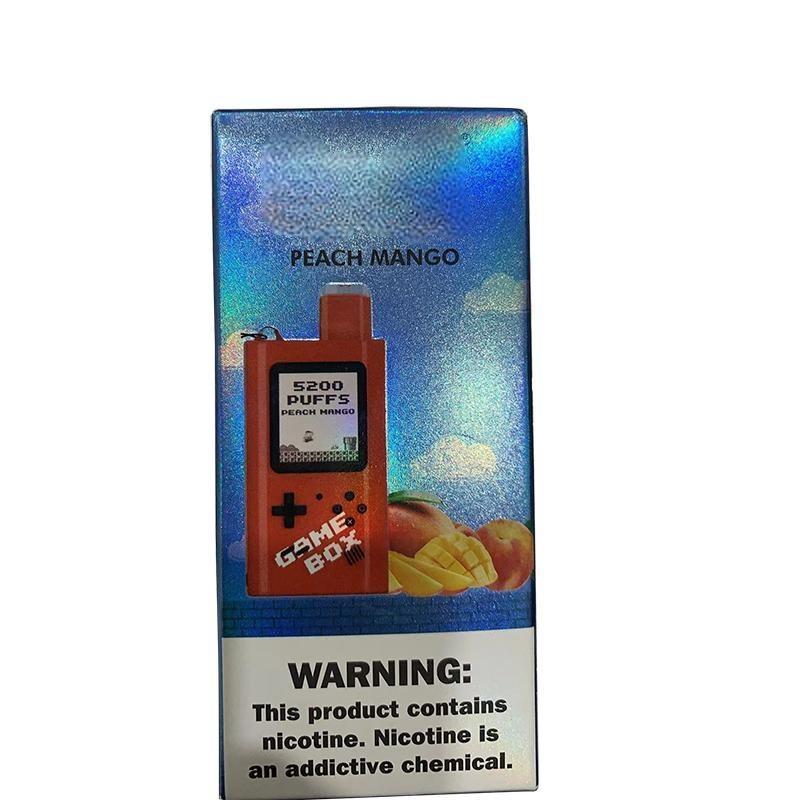 PEACH MANGO
5200
PUFFS
PEACH MANGO
GAME
BOX
WARNING:
This product contains
nicotine. Nicotine is
an addictive chemical.